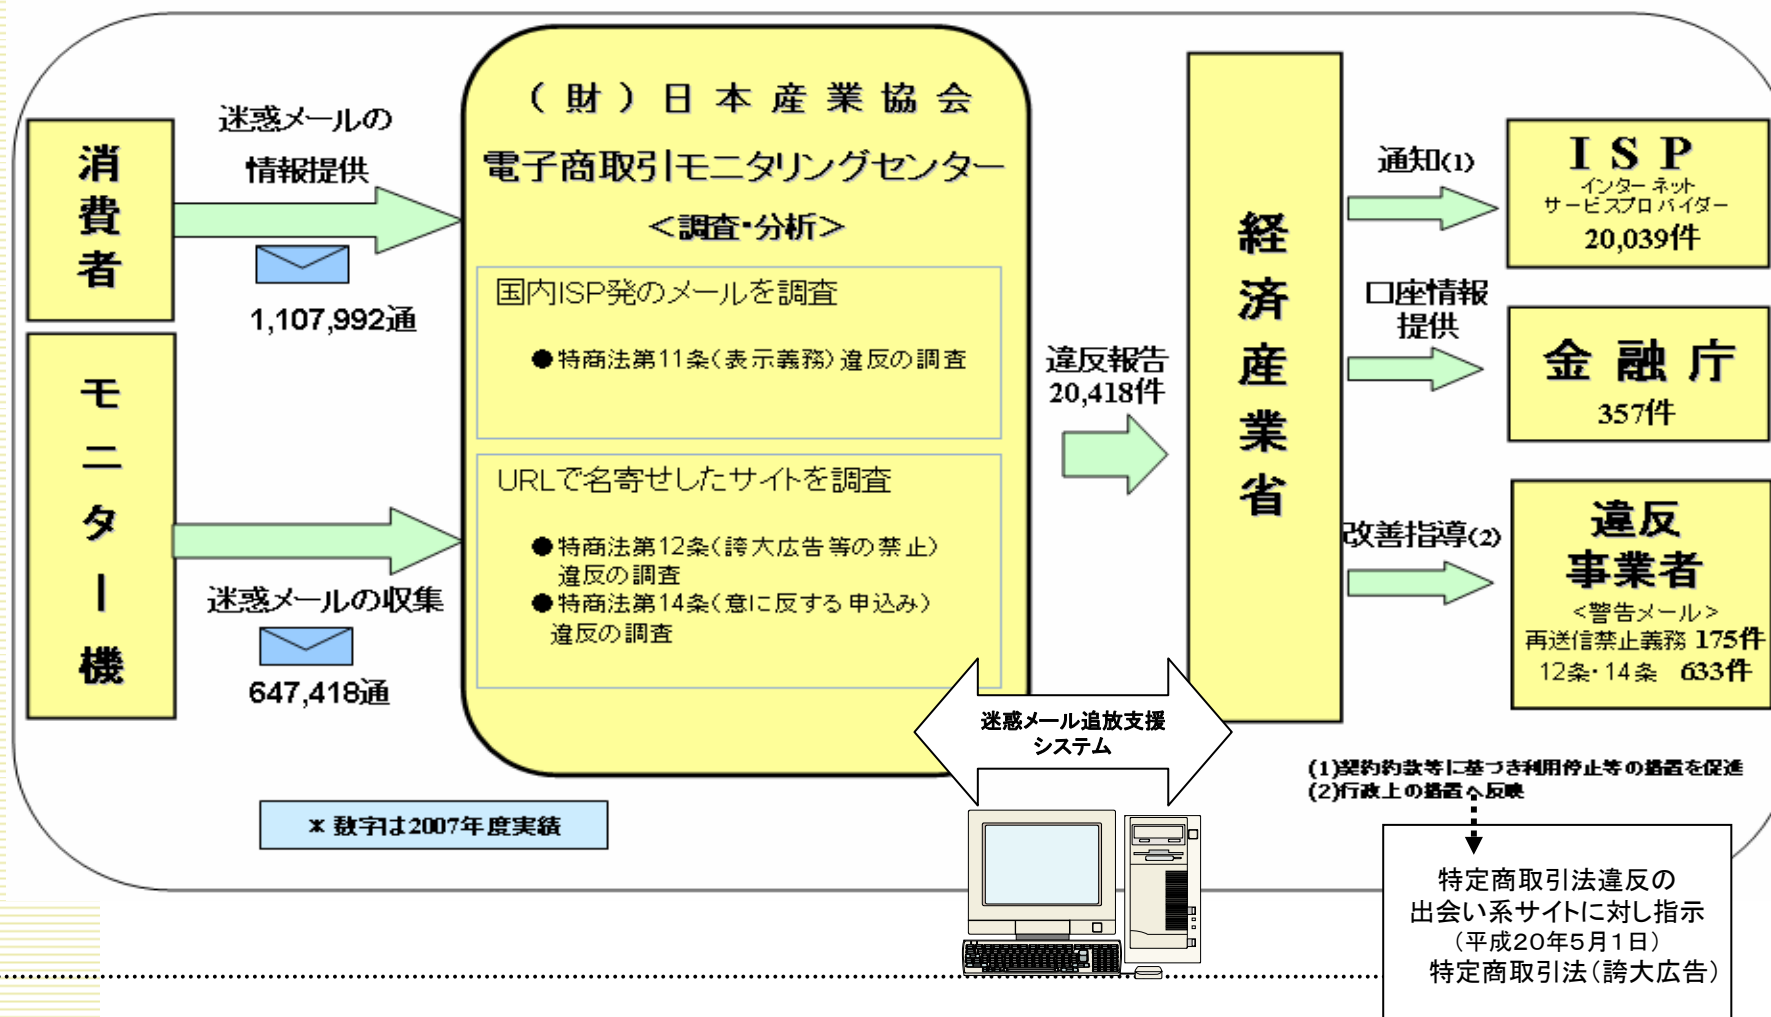 消費者
モニター機
迷惑メールの
情報提供
1,107,992通
迷惑メールの収集
647,418通
(財)日本産業協会
電子商取引モニタリングセンター
<調査・分析>
国内ISP発のメールを調査
●特商法第11条(表示義務)違反の調査
URLで名寄せしたサイトを調査
●特商法第12条(誇大広告等の禁止)
違反の調査
●特商法第14条(意に反する申込み)
違反の調査
違反報告
20,418件
経済産業省
通知(1)
ISP
インターネット
サービスプロバイダー
20,039件
口座情報
提供
金融庁
357件
改善指導(2)
違反
事業者
<警告メール>
再送信禁止義務 175件
12条・14条 633件
迷惑メール追放支援
システム
(1)契約約款等に基づき利用停止等の措置を促進
(2)行政上の措置へ反映
※ 数字は2007年度実績
特定商取引法違反の
出会い系サイトに対し指示
(平成20年5月1日)
特定商取引法(誇大広告)